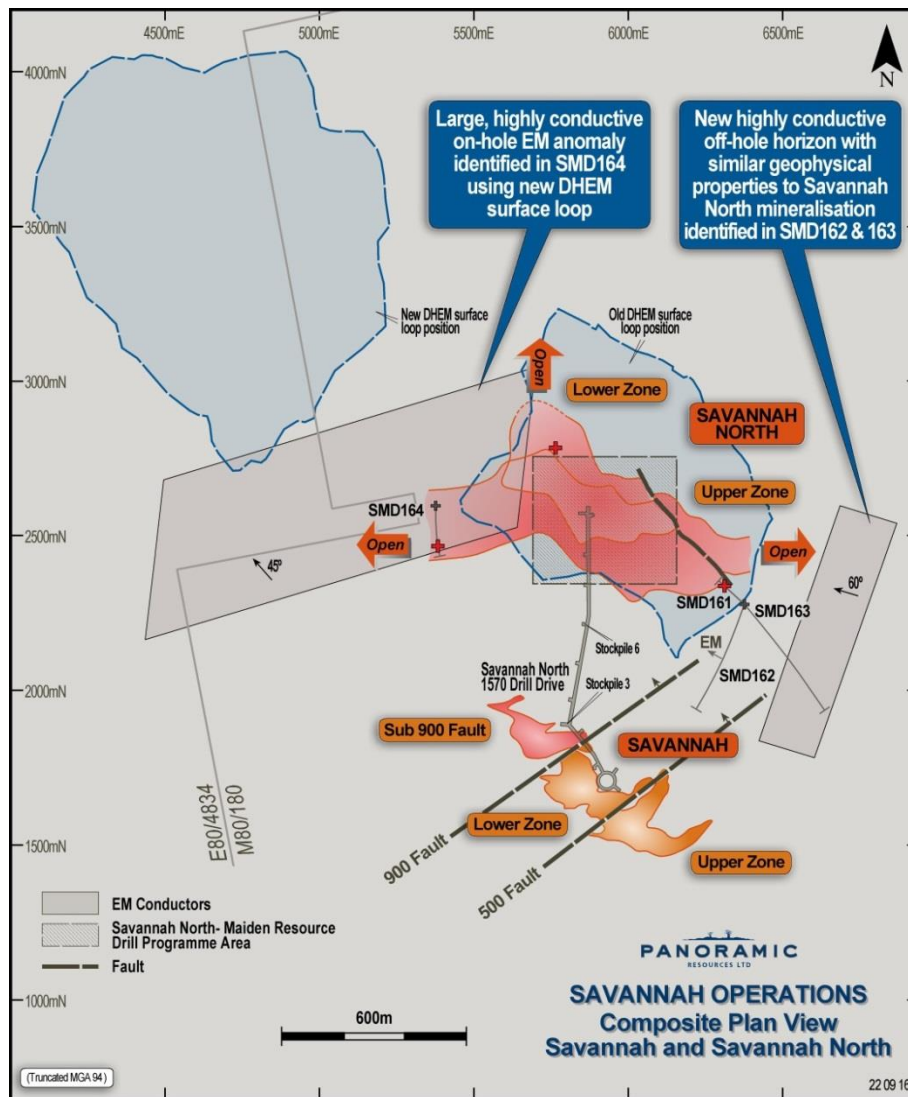 4500mE
5000mE
5500mE
6000mE
6500mE
4000mN
N
Large, highly conductive
on-hole EM anomaly
identified in SMD164
using new DHEM
surface loop
New highly conductive
off-hole horizon with
similar geophysical
properties to Savannah
North mineralisation
identified in SMD162 & 163
3500mN
New DHEM surface
loop position
Old DHEM surface
loop position
3000mN
Open
Lower Zone
SAVANNAH
NORTH
Upper Zone
SMD164
2500mN
Open
Open
45º
60º
SMD161
SMD163
EM
SMD162
Stockpile 6
Savannah North
1570 Drill Drive
Stockpile 3
2000mN
Sub 900 Fault
SAVANNAH
E80/4834
M80/180
Lower Zone
900 Fault
Upper Zone
500 Fault
1500mN
EM Conductors
Savannah North- Maiden Resource
Drill Programme Area
Fault
1000mN
600m
PANORAMIC
RESOURCES LTD
SAVANNAH OPERATIONS
Composite Plan View
Savannah and Savannah North
(Truncated MGA 94 )
22 09 16